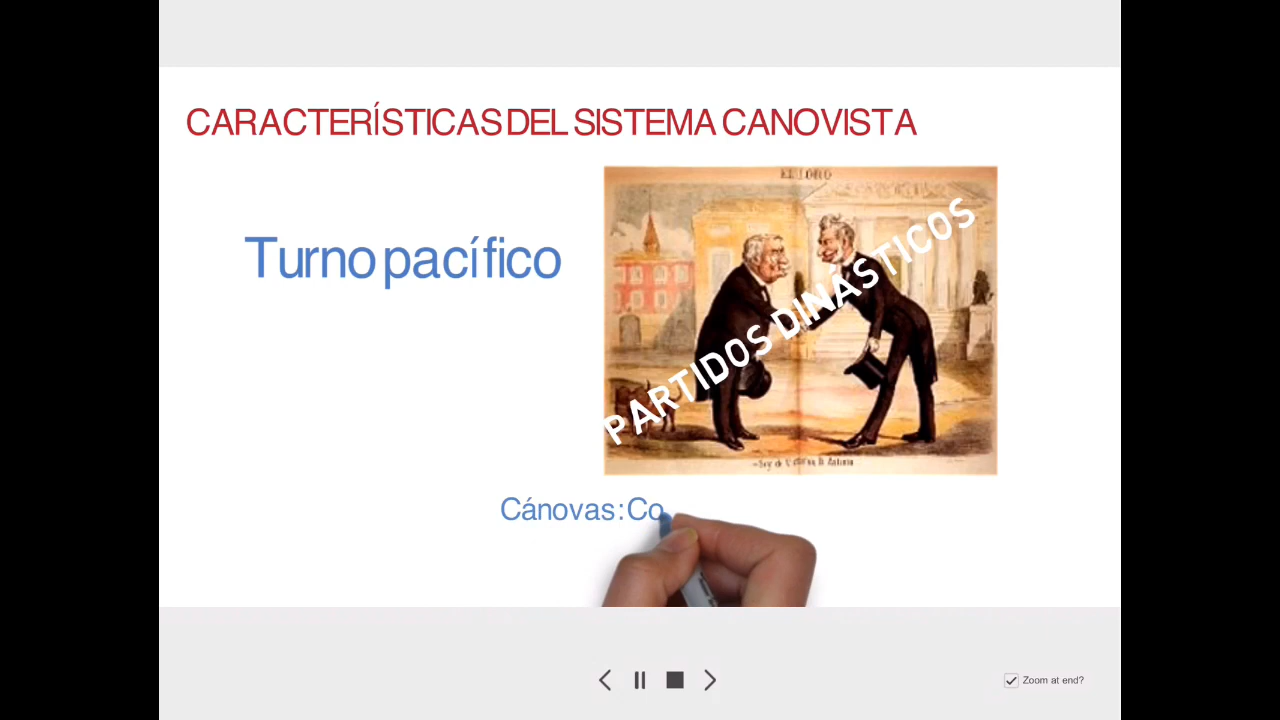 CARACTERÍSTICAS DEL SISTEMA CANOVISTA
EL LORO
Turno pacífico
PARTIDOS DINÁSTICOS
Cánovas: Co
Zoom at end?